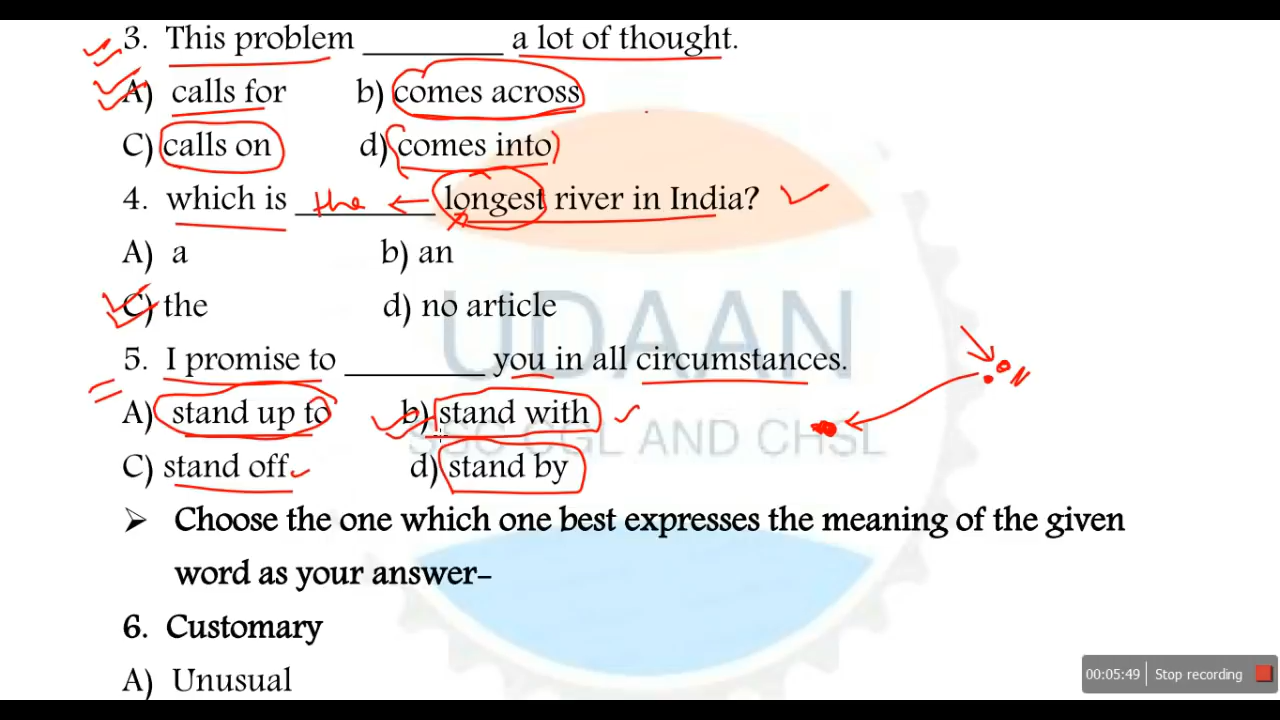 3. This problem ________ a lot of thought.
A) calls for b) comes across
C) calls on d) comes into
4. which is ________ the ← longest river in India?
A) a b) an
C) the d) no article
5. I promise to ________ you in all circumstances.
A) stand up to b) stand with
C) stand off d) stand by
UDAAN
SSC CGL AND CHSL
N
➢ Choose the one which one best expresses the meaning of the given
word as your answer-
6. Customary
A) Unusual
00:05:49 Stop recording